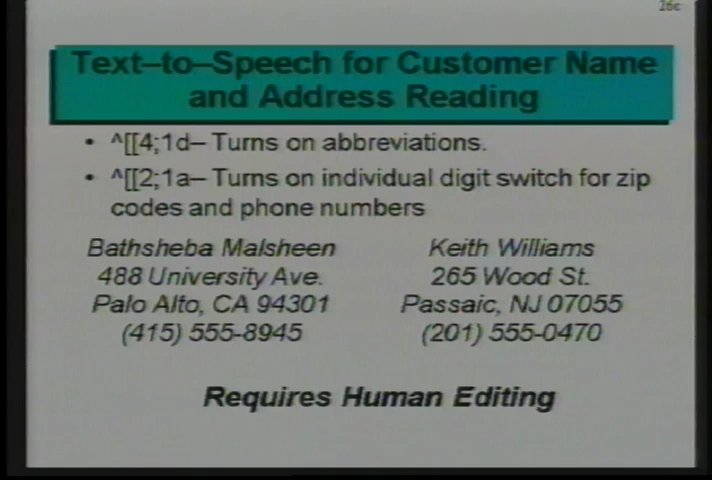 26c
Text–to–Speech for Customer Name
and Address Reading
• ^[[4;1d– Turns on abbreviations.
• ^[[2;1a– Turns on individual digit switch for zip
codes and phone numbers
Bathsheba Malsheen
488 University Ave.
Palo Alto, CA 94301
(415) 555-8945
Keith Williams
265 Wood St.
Passaic, NJ 07055
(201) 555-0470
Requires Human Editing